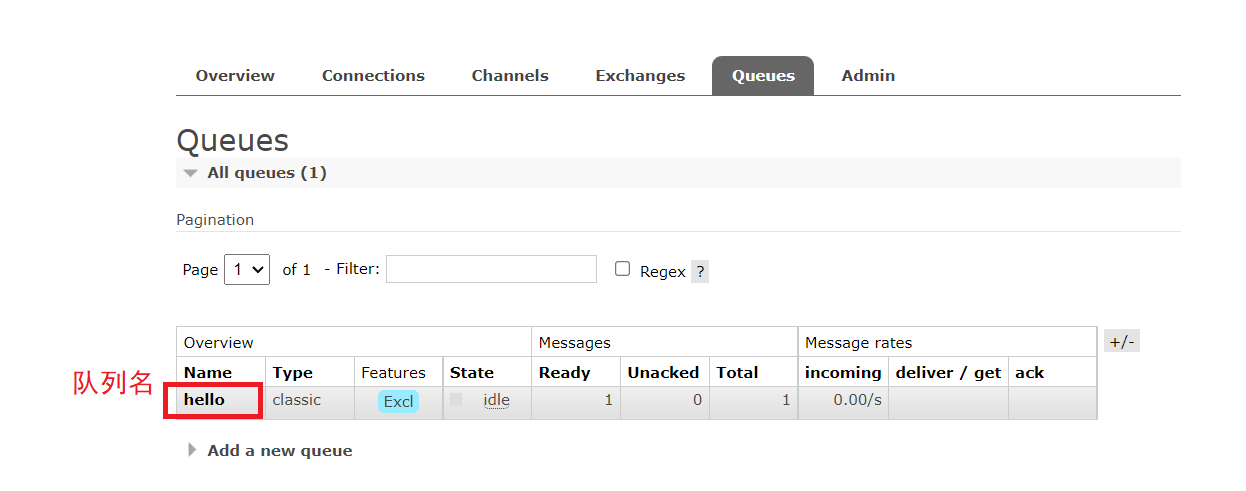 Overview Connections Channels Exchanges Queues Admin
Queues
All queues (1)
Pagination
Page 1 of 1 - Filter: Regex ?
Overview Messages Message rates +/-
Name Type Features State Ready Unacked Total incoming deliver / get ack
队列名
hello classic Excl idle 1 0 1 0.00/s
Add a new queue